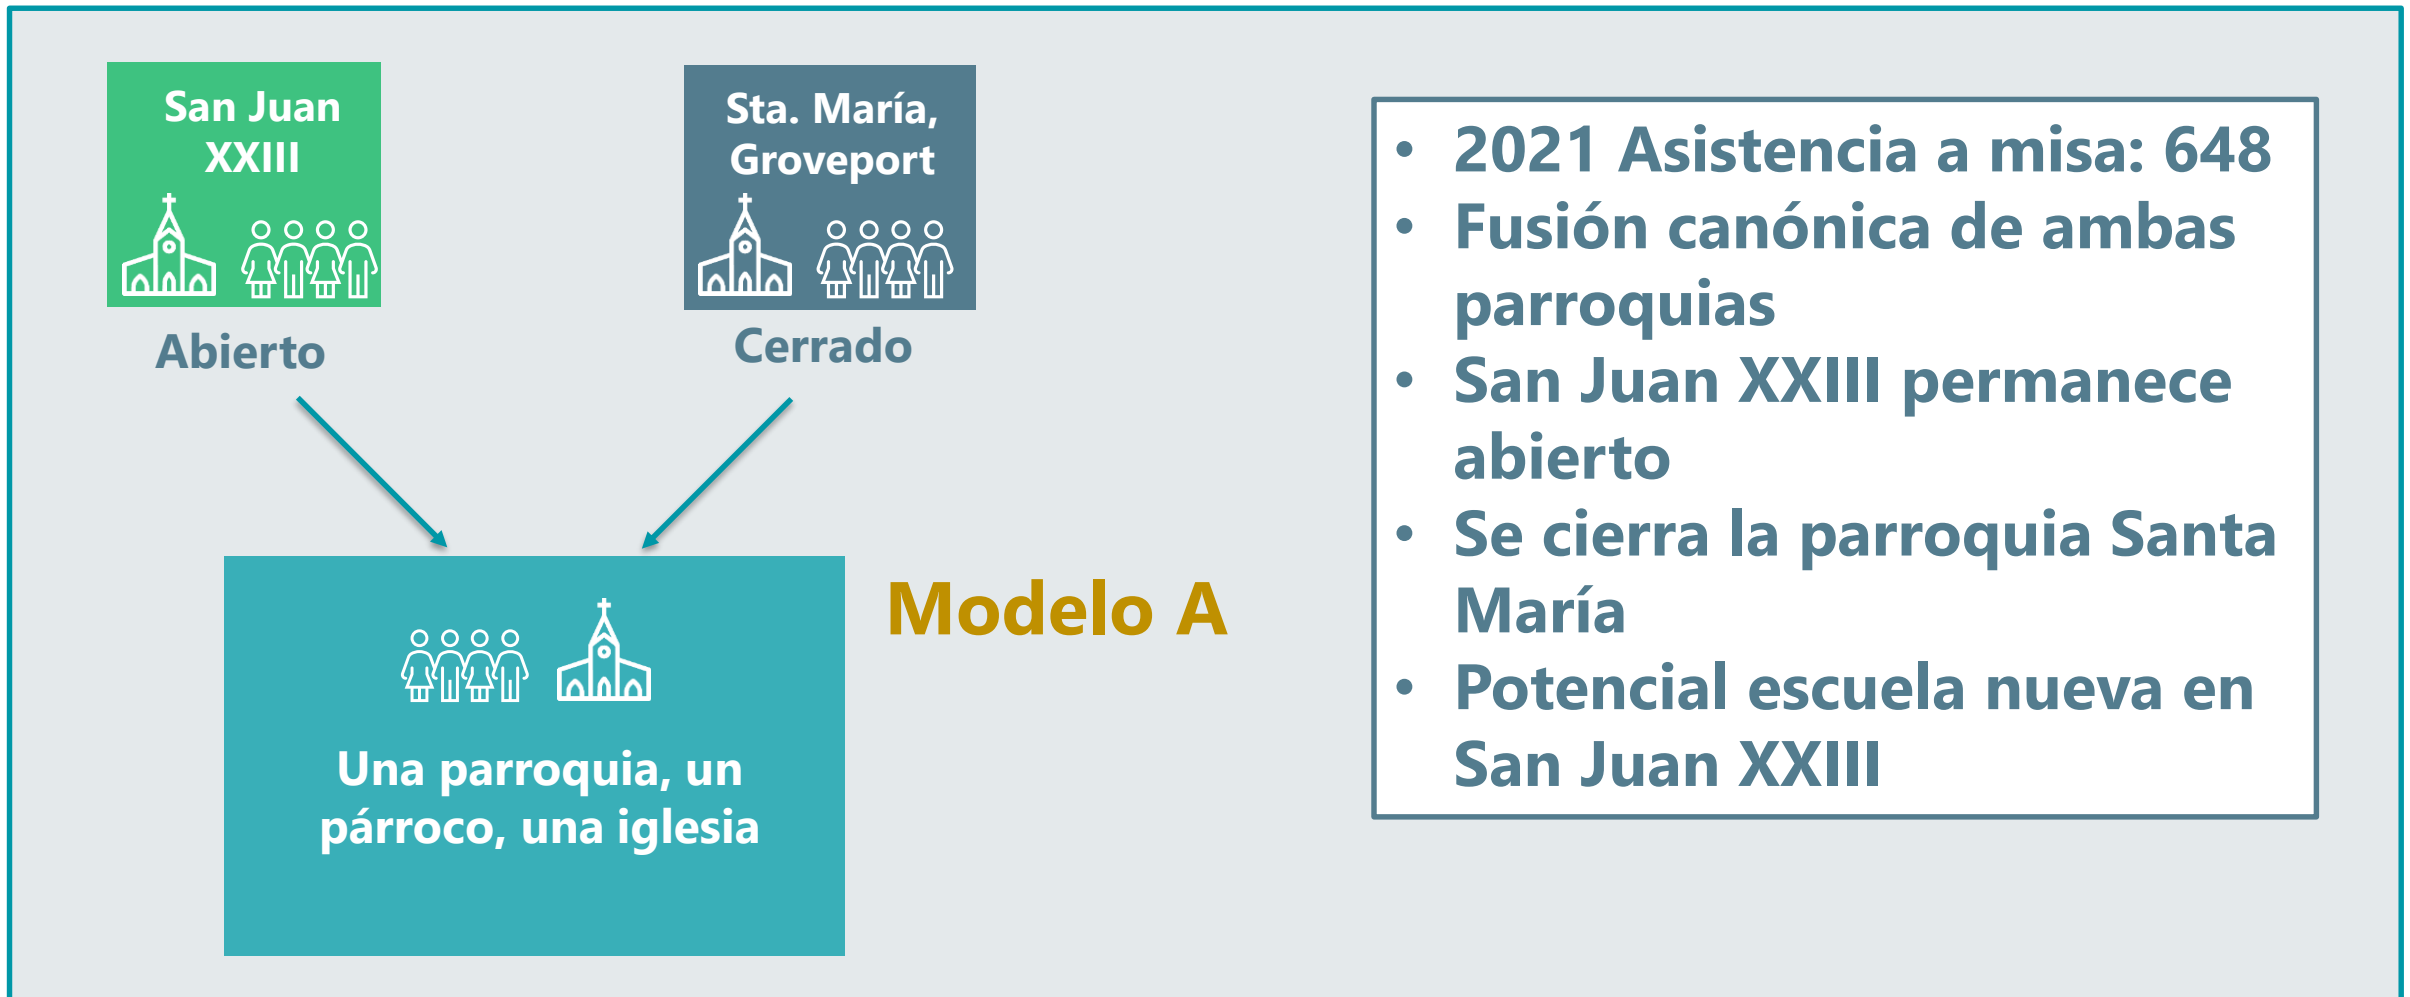 San Juan
XXIII
Abierto
Sta. María,
Groveport
Cerrado
Una parroquia, un
párroco, una iglesia
Modelo A
• 2021 Asistencia a misa: 648
• Fusión canónica de ambas
parroquias
• San Juan XXIII permanece
abierto
• Se cierra la parroquia Santa
María
• Potencial escuela nueva en
San Juan XXIII